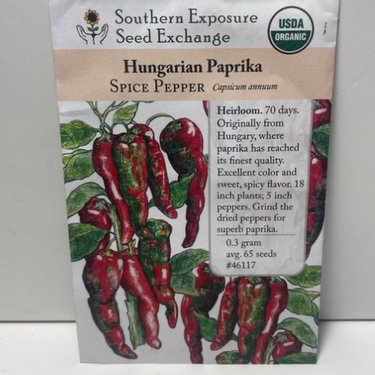 Southern Exposure
Seed Exchange
USDA
ORGANIC
Hungarian Paprika
SPICE PEPPER Capsicum annuum
Heirloom. 70 days.
Originally from
Hungary, where
paprika has reached
its finest quality.
Excellent color and
sweet, spicy flavor. 18
inch plants; 5 inch
peppers. Grind the
dried peppers for
superb paprika.
0.3 gram
avg. 65 seeds
#46117